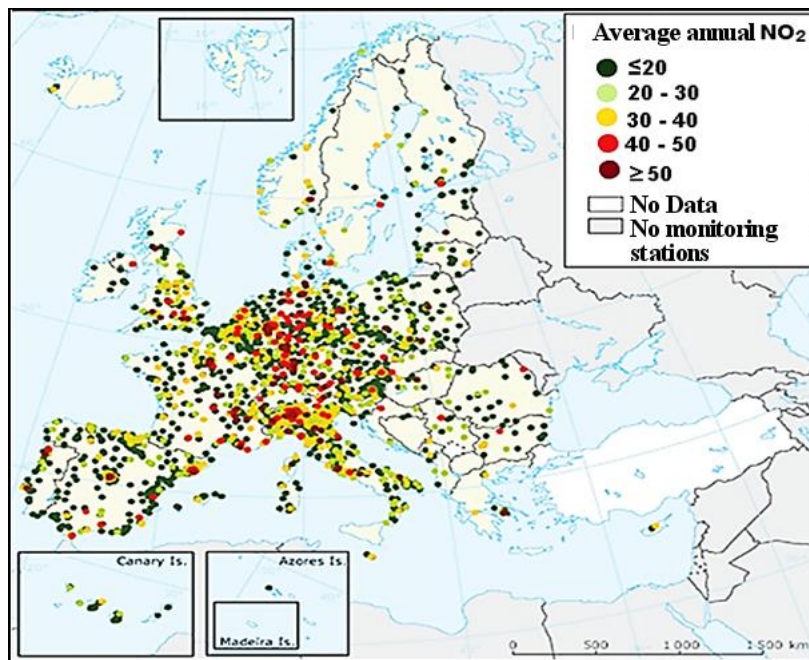 Average annual NO₂
≤20
20 - 30
30 - 40
40 - 50
≥ 50
No Data
No monitoring
stations
Canary Is.
Azores Is.
Madeira Is.
0 500 1 000 1 500 km